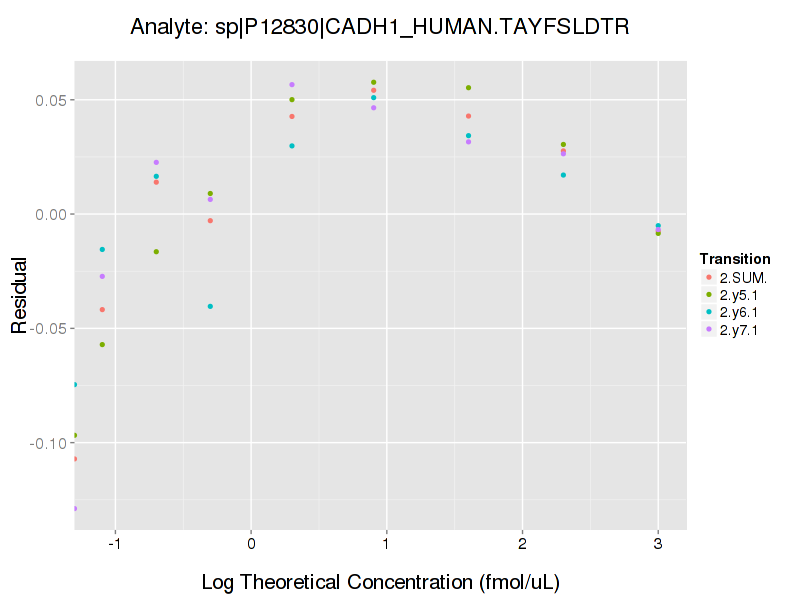 Analyte: sp|P12830|CADH1_HUMAN.TAYFSLDTR
0.05
0.00
-0.05
-0.10
Residual
-1
0
1
2
3
Log Theoretical Concentration (fmol/uL)
Transition
2.SUM.
2.y5.1
2.y6.1
2.y7.1